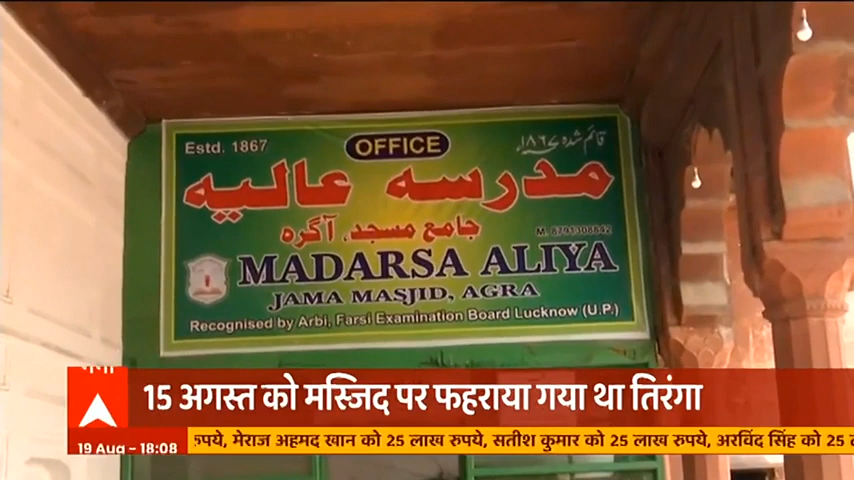 Estd. 1867
OFFICE
قائم شدہ ۱۸۶۷ء
مدرسہ عالیہ
جامع مسجد، آگرہ
M. 8791308842
MADARSA ALIYA
JAMA MASJID, AGRA
Recognised by Arbi, Farsi Examination Board Lucknow (U.P.)
15 अगस्त को मस्जिद पर फहराया गया था तिरंगा
19 Aug - 18:08
रुपये, मेराज अहमद खान को 25 लाख रुपये, सतीश कुमार को 25 लाख रुपये, अरविंद सिंह को 25